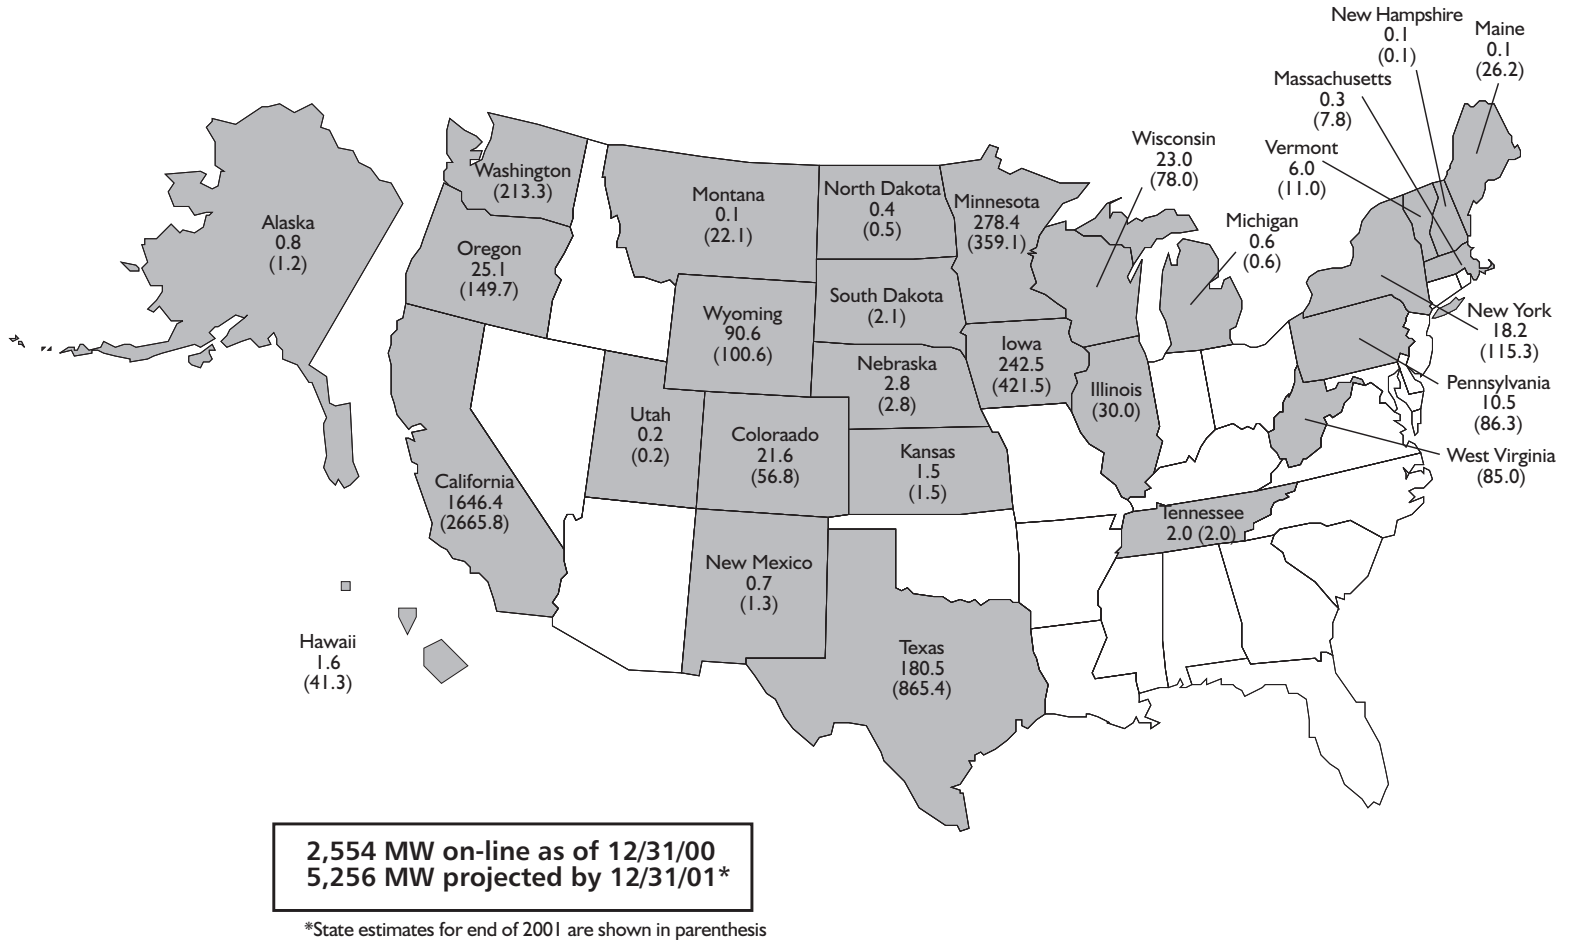 New Hampshire
0.1
(0.1)
Maine
0.1
(26.2)
Massachusetts
0.3
(7.8)
Vermont
6.0
(11.0)
Wisconsin
23.0
(78.0)
Michigan
0.6
(0.6)
Washington
(213.3)
Montana
0.1
(22.1)
North Dakota
0.4
(0.5)
Minnesota
278.4
(359.1)
Alaska
0.8
(1.2)
Oregon
25.1
(149.7)
Wyoming
90.6
(100.6)
South Dakota
(2.1)
New York
18.2
(115.3)
Iowa
242.5
(421.5)
Nebraska
2.8
(2.8)
Illinois
(30.0)
Pennsylvania
10.5
(86.3)
Utah
0.2
(0.2)
Coloraado
21.6
(56.8)
Kansas
1.5
(1.5)
West Virginia
(85.0)
California
1646.4
(2665.8)
Tennessee
2.0 (2.0)
New Mexico
0.7
(1.3)
Hawaii
1.6
(41.3)
Texas
180.5
(865.4)
2,554 MW on-line as of 12/31/00
5,256 MW projected by 12/31/01*
*State estimates for end of 2001 are shown in parenthesis